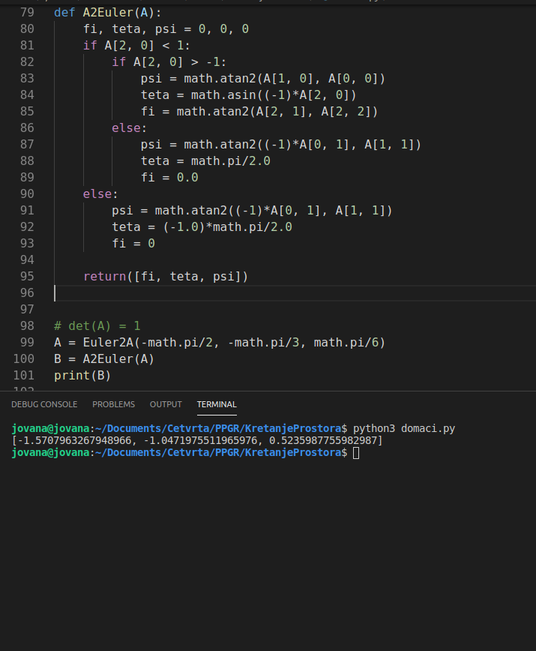 79 def A2Euler(A):
80     fi, teta, psi = 0, 0, 0
81     if A[2, 0] < 1:
82         if A[2, 0] > -1:
83             psi = math.atan2(A[1, 0], A[0, 0])
84             teta = math.asin((-1)*A[2, 0])
85             fi = math.atan2(A[2, 1], A[2, 2])
86         else:
87             psi = math.atan2((-1)*A[0, 1], A[1, 1])
88             teta = math.pi/2.0
89             fi = 0.0
90     else:
91         psi = math.atan2((-1)*A[0, 1], A[1, 1])
92         teta = (-1.0)*math.pi/2.0
93         fi = 0
94
95     return([fi, teta, psi])
96
97
98 # det(A) = 1
99 A = Euler2A(-math.pi/2, -math.pi/3, math.pi/6)
100 B = A2Euler(A)
101 print(B)
DEBUG CONSOLE PROBLEMS OUTPUT TERMINAL
jovana@jovana:~/Documents/Cetvrta/PPGR/KretanjeProstora$ python3 domaci.py
[-1.5707963267948966, -1.0471975511965976, 0.5235987755982987]
jovana@jovana:~/Documents/Cetvrta/PPGR/KretanjeProstora$